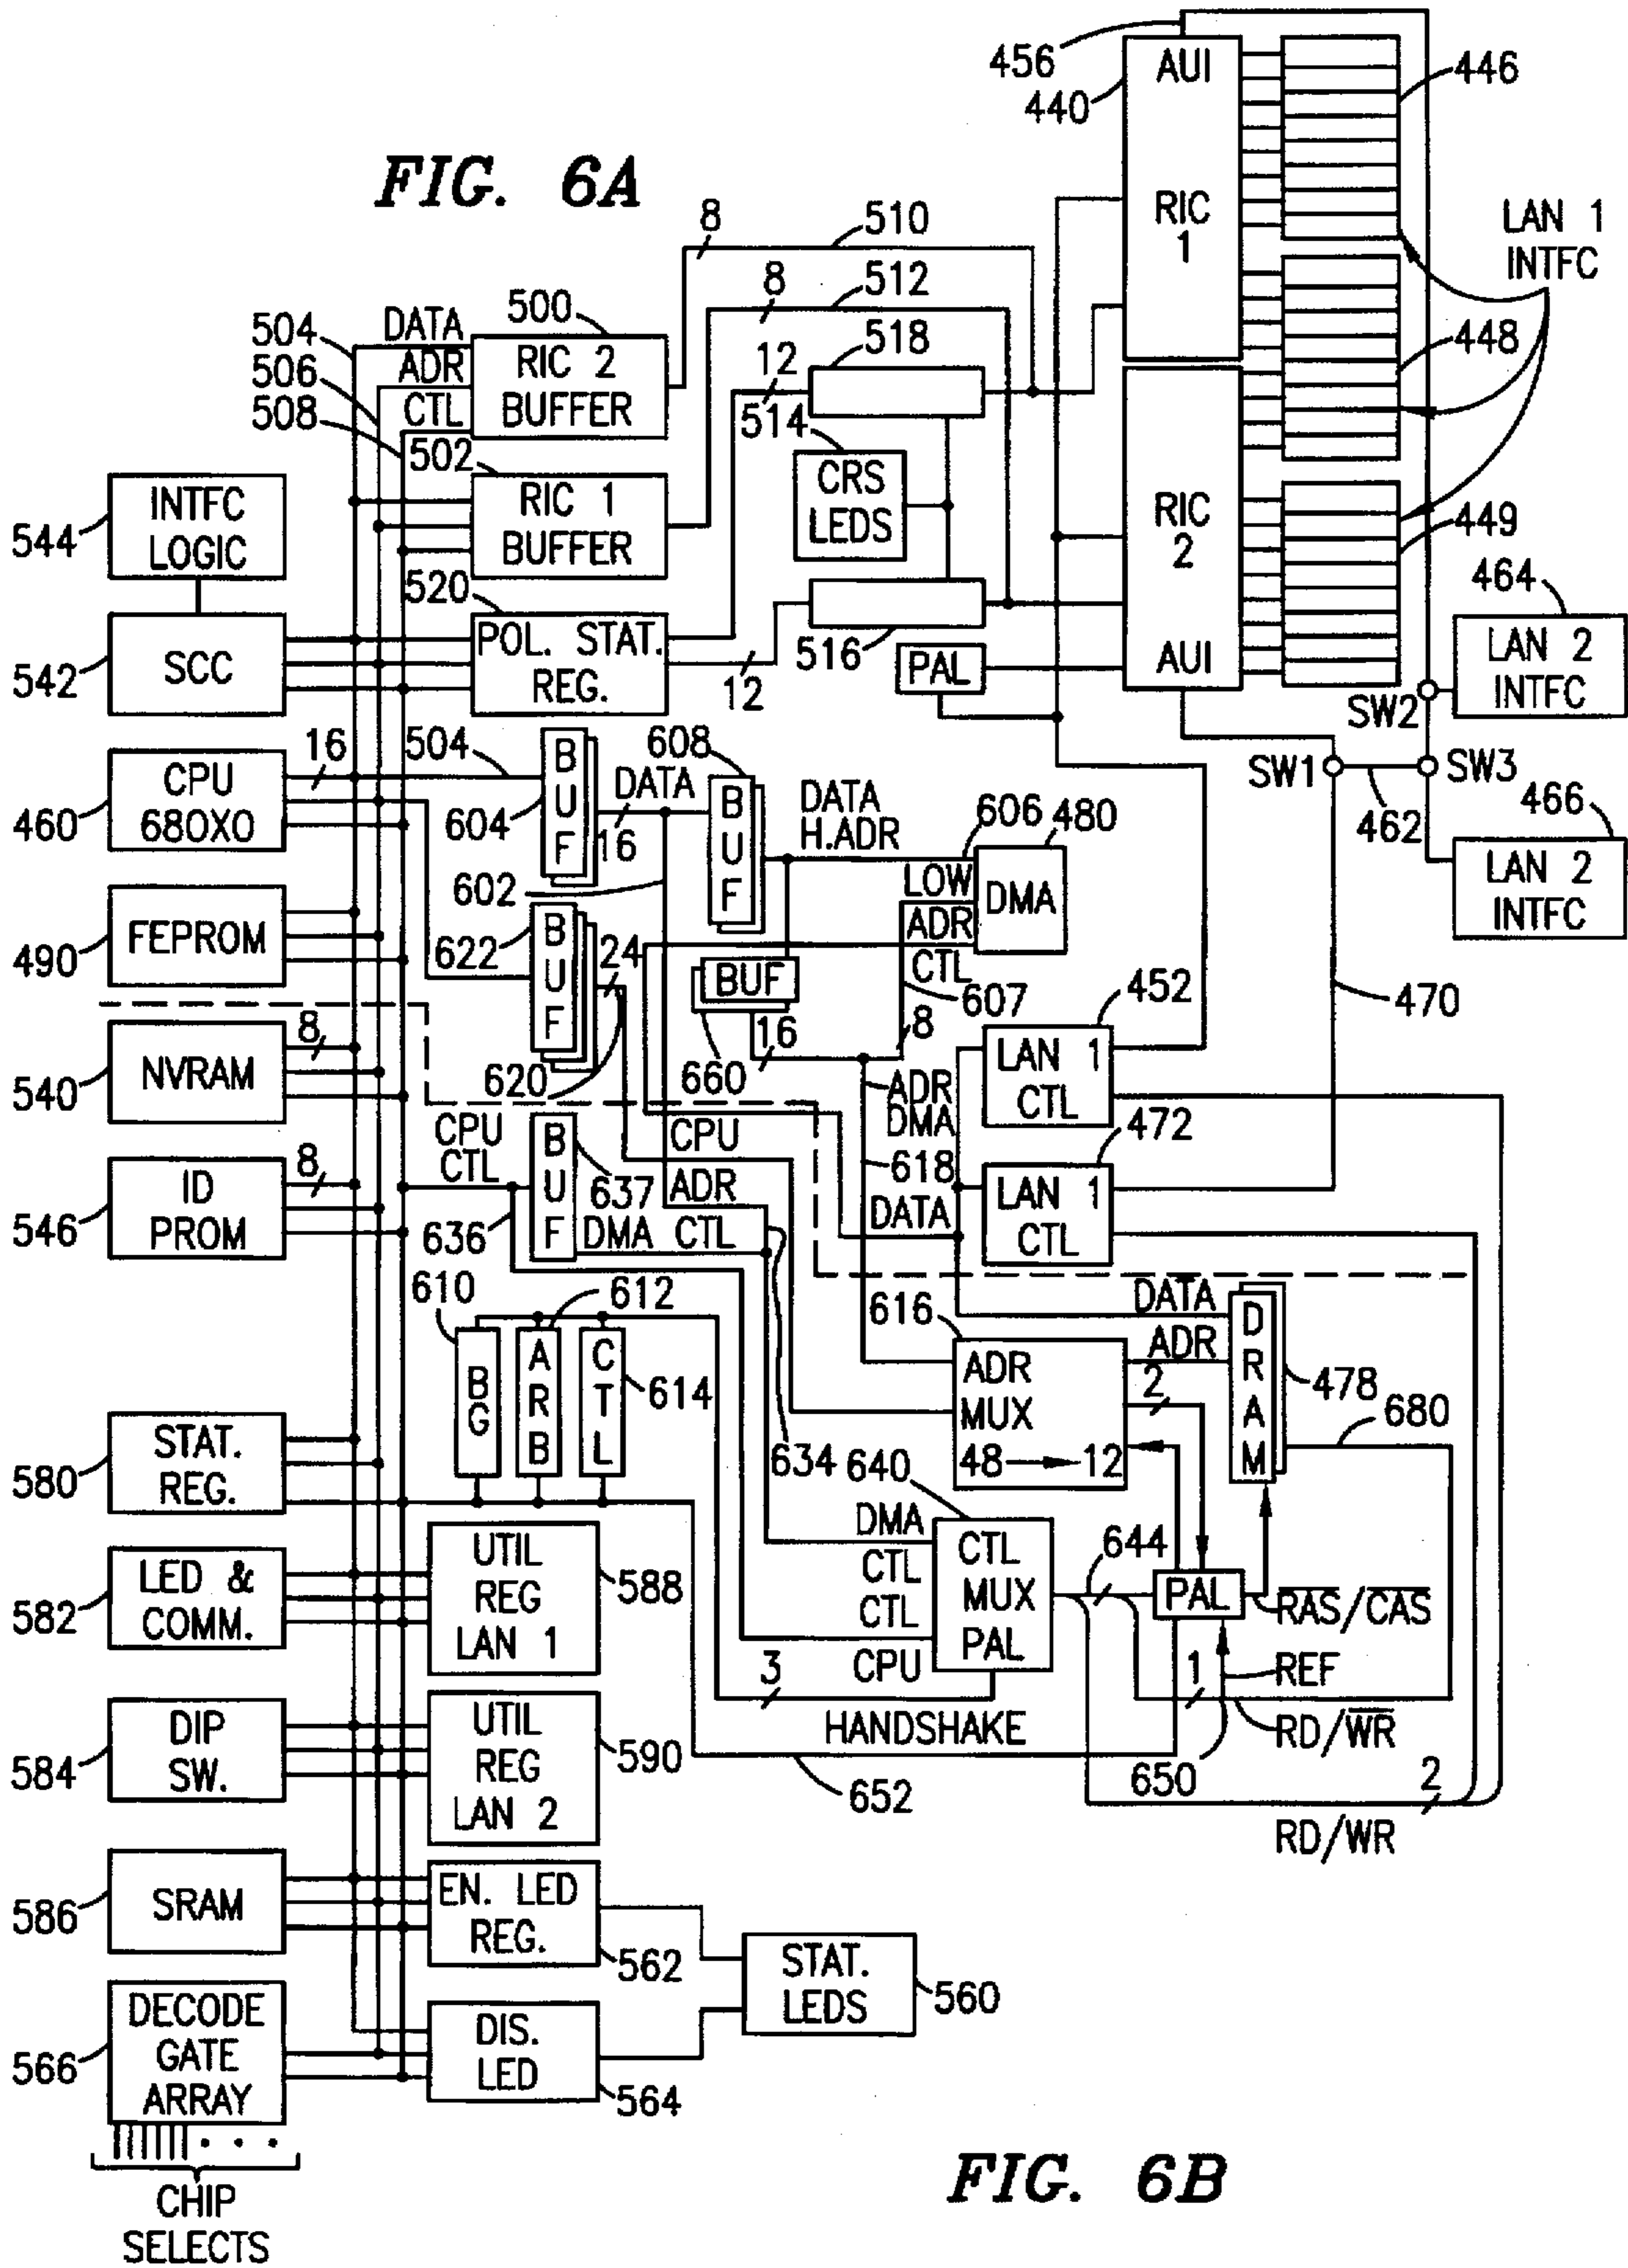 FIG. 6A
456
440
AUI
RIC
1
446
LAN 1
INTFC
448
449
RIC
2
AUI
464
LAN 2
INTFC
SW2
SW1
SW3
462
466
LAN 2
INTFC
470
8
510
8
512
504
506
508
DATA
ADR
CTL
500
RIC 2
BUFFER
502
RIC 1
BUFFER
12
518
514
CRS
LEDS
516
PAL
544
INTFC
LOGIC
520
POL. STAT.
REG.
12
542
SCC
460
CPU
680X0
16
504
604
BUF
DATA
16
602
608
BUF
DATA
H.ADR
606
480
LOW
DMA
ADR
CTL
607
490
FEPROM
622
BUF
24
620
BUF
660
16
8
452
LAN 1
CTL
472
LAN 1
CTL
540
NVRAM
8
ADR
DMA
618
DATA
546
ID
PROM
8
CPU
CTL
636
BUF
637
CPU
ADR
DMA CTL
634
610
BG
612
ARB
CTL
614
616
ADR
MUX
48
12
2
DATA
ADR
DRAM
478
680
580
STAT.
REG.
640
DMA
CTL
CTL
CPU
CTL
MUX
PAL
644
PAL
RAS/CAS
REF
1
RD/WR
650
2
RD/WR
3
HANDSHAKE
652
582
LED &
COMM.
UTIL
REG
LAN 1
588
584
DIP
SW.
UTIL
REG
LAN 2
590
586
SRAM
EN. LED
REG.
562
STAT.
LEDS
560
566
DECODE
GATE
ARRAY
DIS.
LED
564
CHIP
SELECTS
FIG. 6B